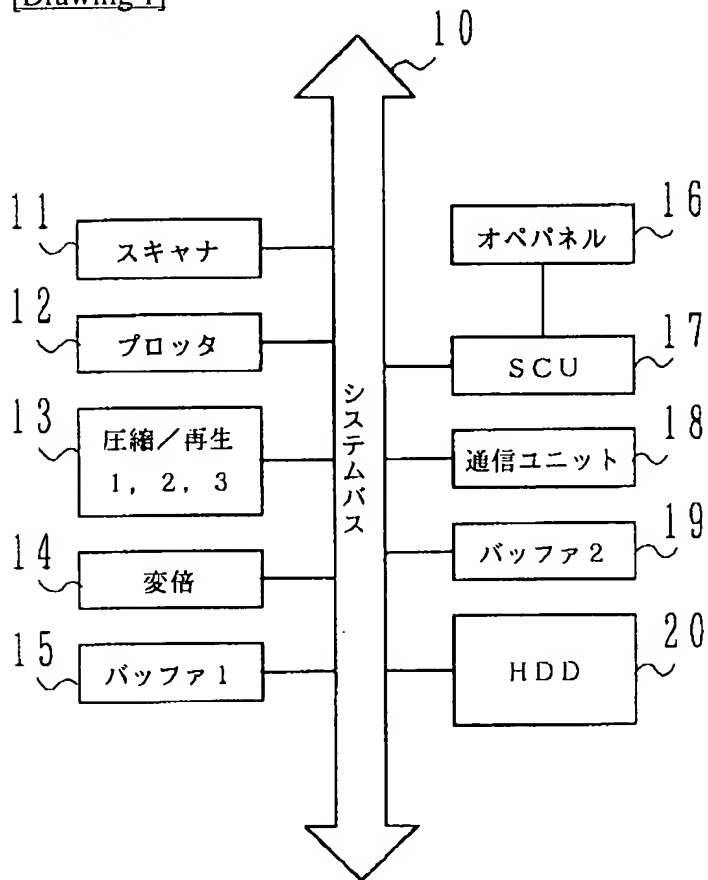 [Drawing 1]
10
11
スキャナ
12
プロッタ
13
圧縮／再生
1, 2, 3
14
変倍
15
バッファ1
システムバス
16
オペパネル
17
SCU
18
通信ユニット
19
バッファ2
20
HDD